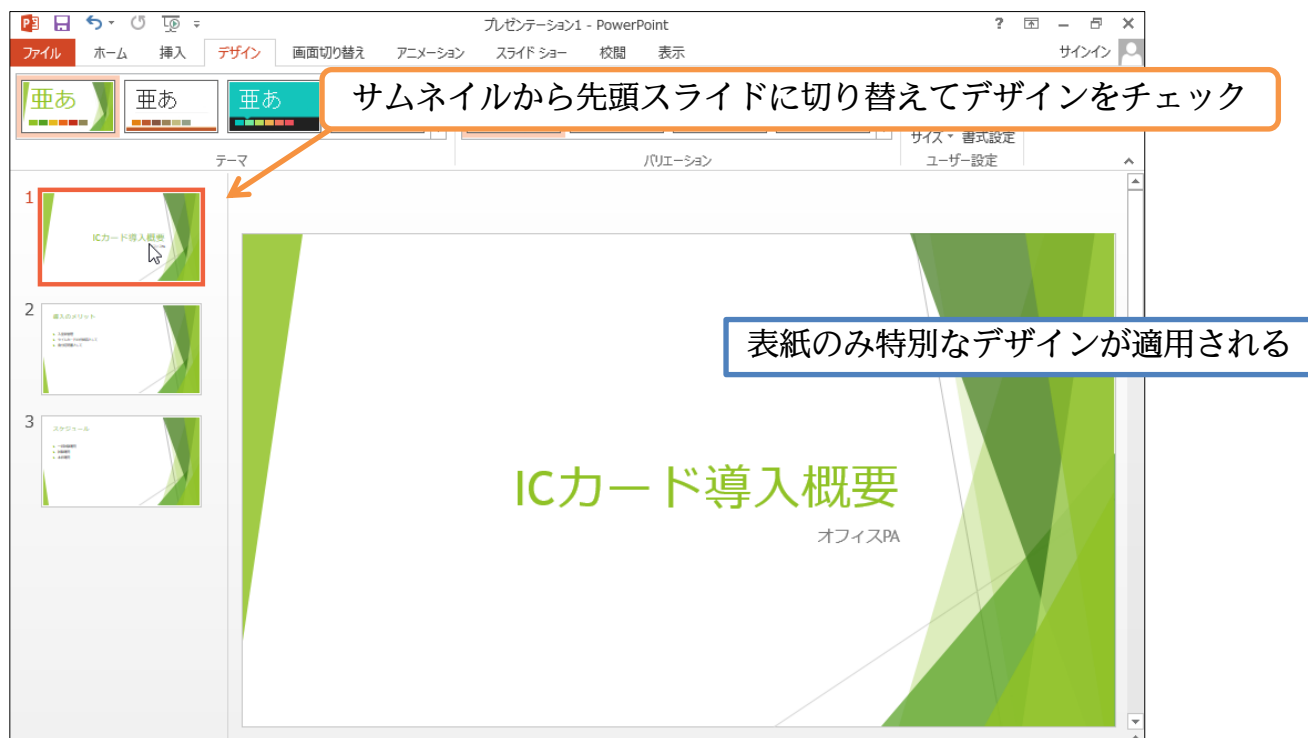 プレゼンテーション1 - PowerPoint
?
ファイル ホーム 挿入 デザイン 画面切り替え アニメーション スライド ショー 校閲 表示 サインイン
サムネイルから先頭スライドに切り替えてデザインをチェック
亜あ 亜あ 亜あ
サイズ 書式設定
テーマ バリエーション ユーザー設定
1
ICカード導入概要
2
導入のメリット
3
スケジュール
表紙のみ特別なデザインが適用される
ICカード導入概要
オフィスPA